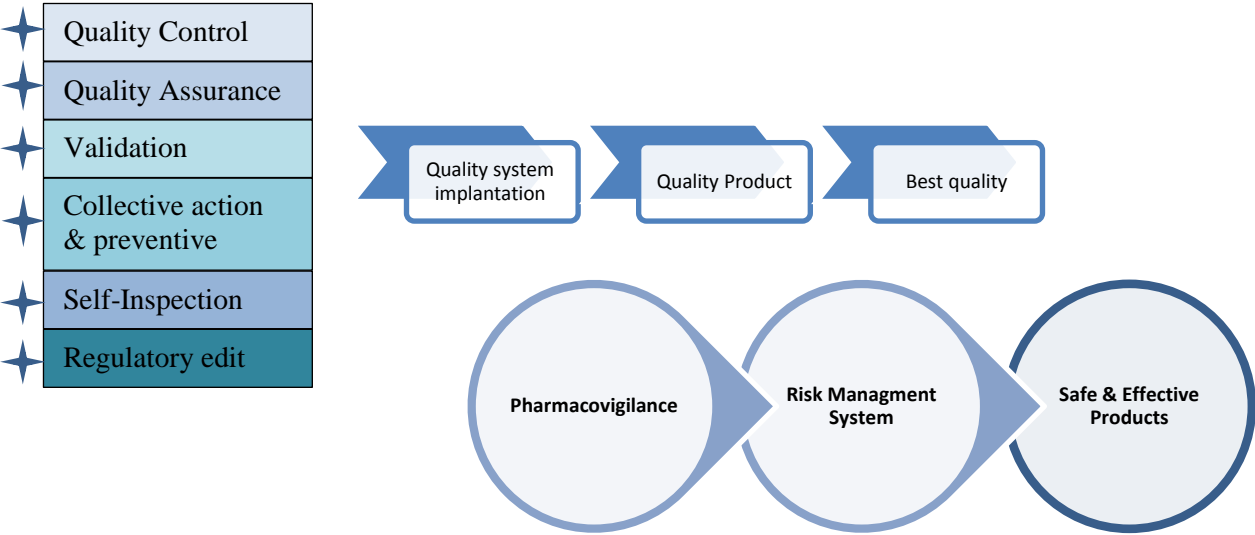 Quality Control
Quality Assurance
Validation
Collective action
& preventive
Self-Inspection
Regulatory edit
Quality system
implantation
Quality Product
Best quality
Pharmacovigilance
Risk Managment
System
Safe & Effective
Products